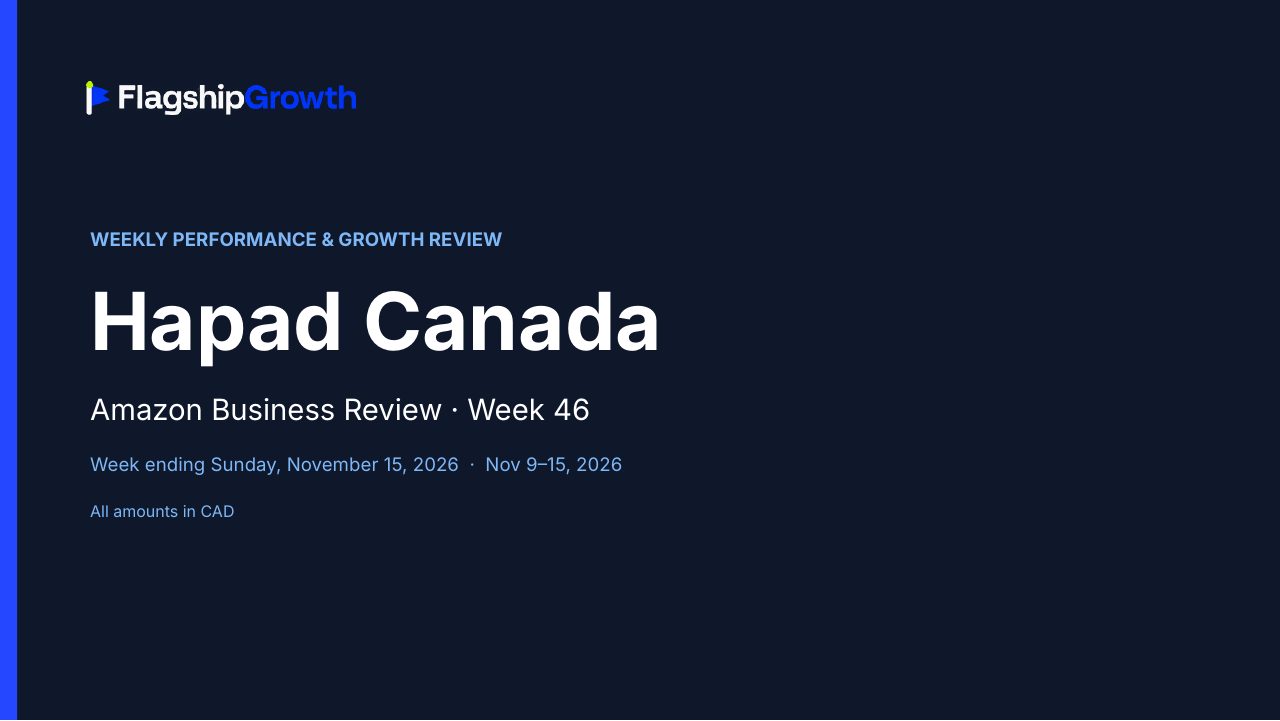 FlagshipGrowth
WEEKLY PERFORMANCE & GROWTH REVIEW
Hapad Canada
Amazon Business Review · Week 46
Week ending Sunday, November 15, 2026 · Nov 9–15, 2026
All amounts in CAD